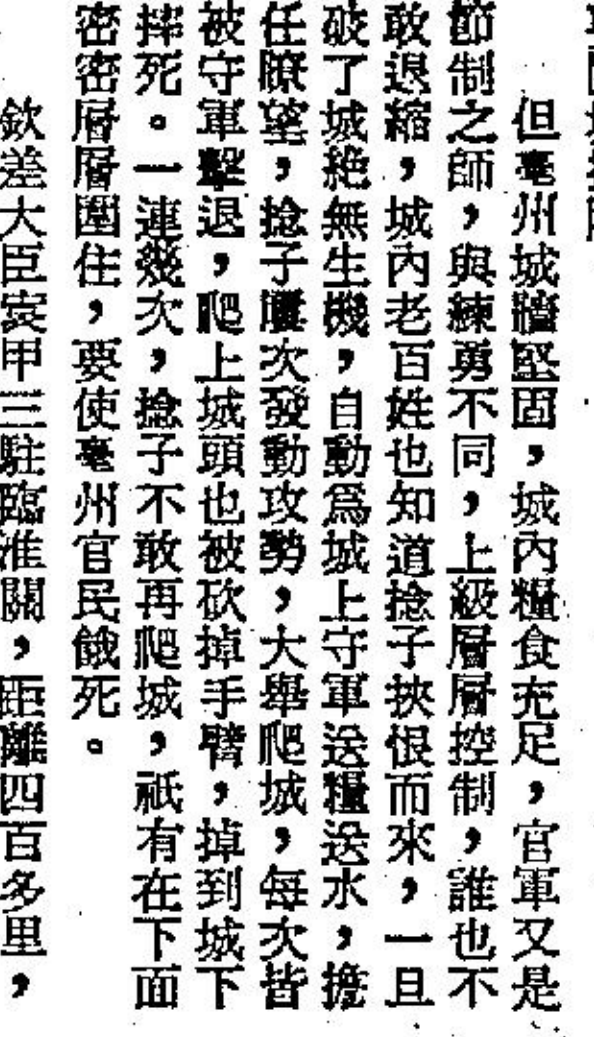 但亳州城牆堅固，城內糧食充足，官軍又是
節制之師，與練勇不同，上級層層控制，誰也不
敢退縮，城內老百姓也知道捻子挾恨而來，一旦
破了城絕無生機，自動爲城上守軍送糧送水，擔
任瞭望，捻子屢次發動攻勢，大舉爬城，每次皆
被守軍擊退，爬上城頭也被砍掉手臂，掉到城下
摔死。一連幾次，捻子不敢再爬城，祇有在下面
密密層層圍住，要使亳州官民餓死。
欽差大臣袁甲三駐臨淮關，距離四百多里，